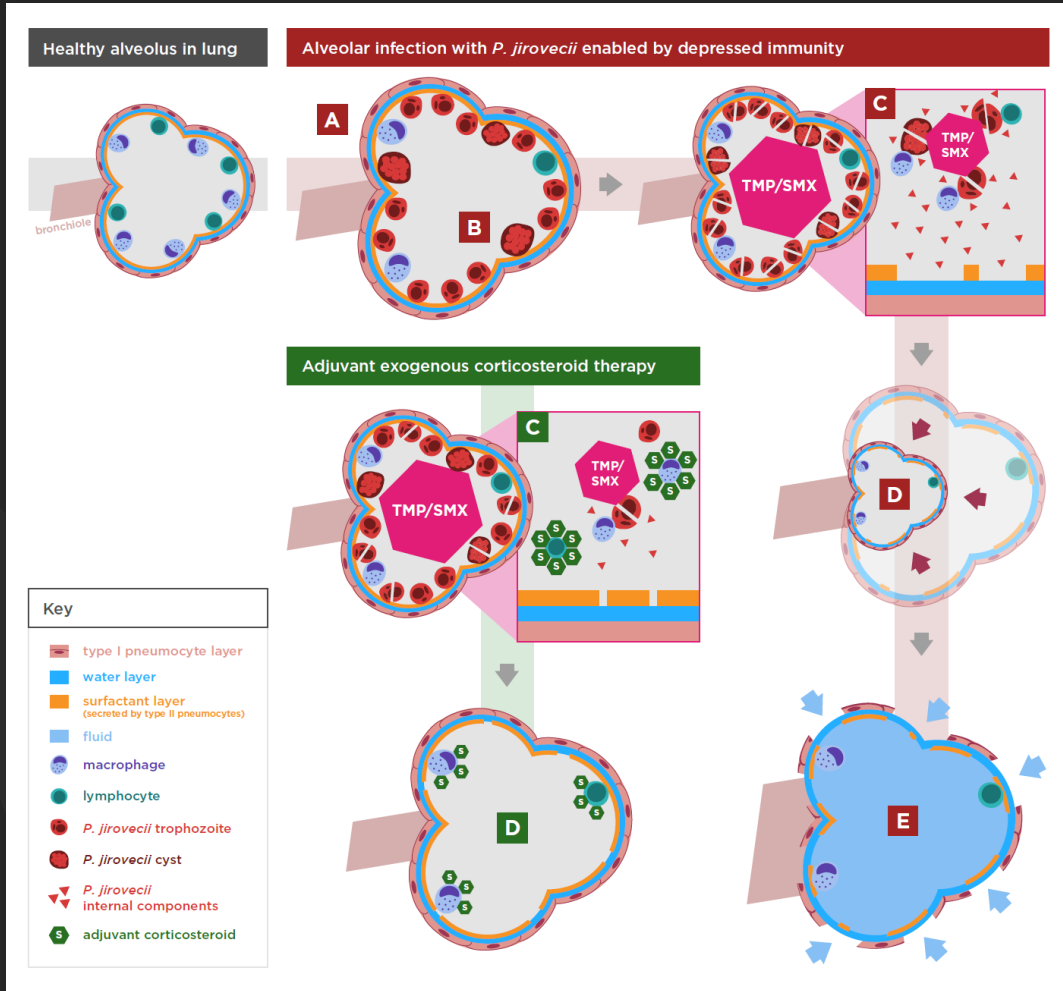 Healthy alveolus in lung
Alveolar infection with P. jirovecii enabled by depressed immunity
bronchiole
A
B
TMP/SMX
C
TMP/
SMX
D
E
Adjuvant exogenous corticosteroid therapy
TMP/SMX
C
TMP/
SMX
S
S
S
S
S
S
S
S
S
S
S
S
D
S
S
S
S
S
S
S
S
S
Key
type I pneumocyte layer
water layer
surfactant layer
(secreted by type II pneumocytes)
fluid
macrophage
lymphocyte
P. jirovecii trophozoite
P. jirovecii cyst
P. jirovecii
internal components
S
adjuvant corticosteroid